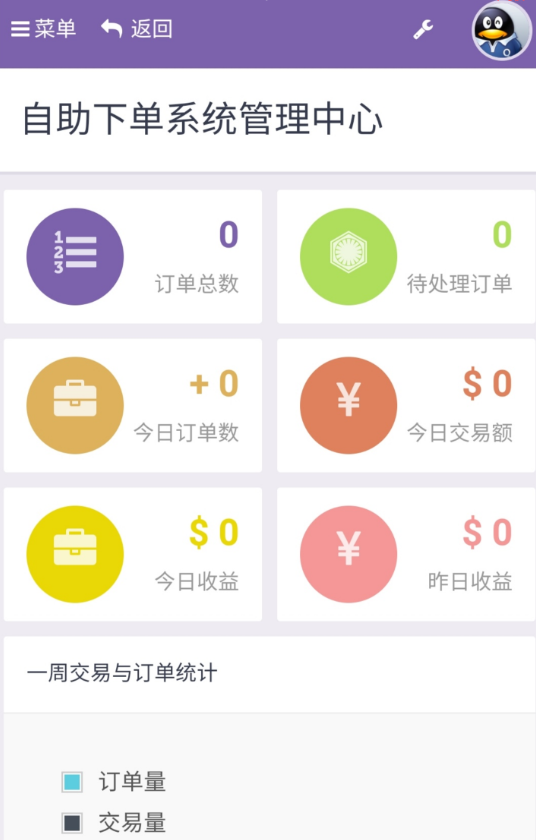 菜单 返回
自助下单系统管理中心
1
2
3
0
订单总数
0
待处理订单
+ 0
今日订单数
¥
$ 0
今日交易额
$ 0
今日收益
¥
$ 0
昨日收益
一周交易与订单统计
订单量
交易量